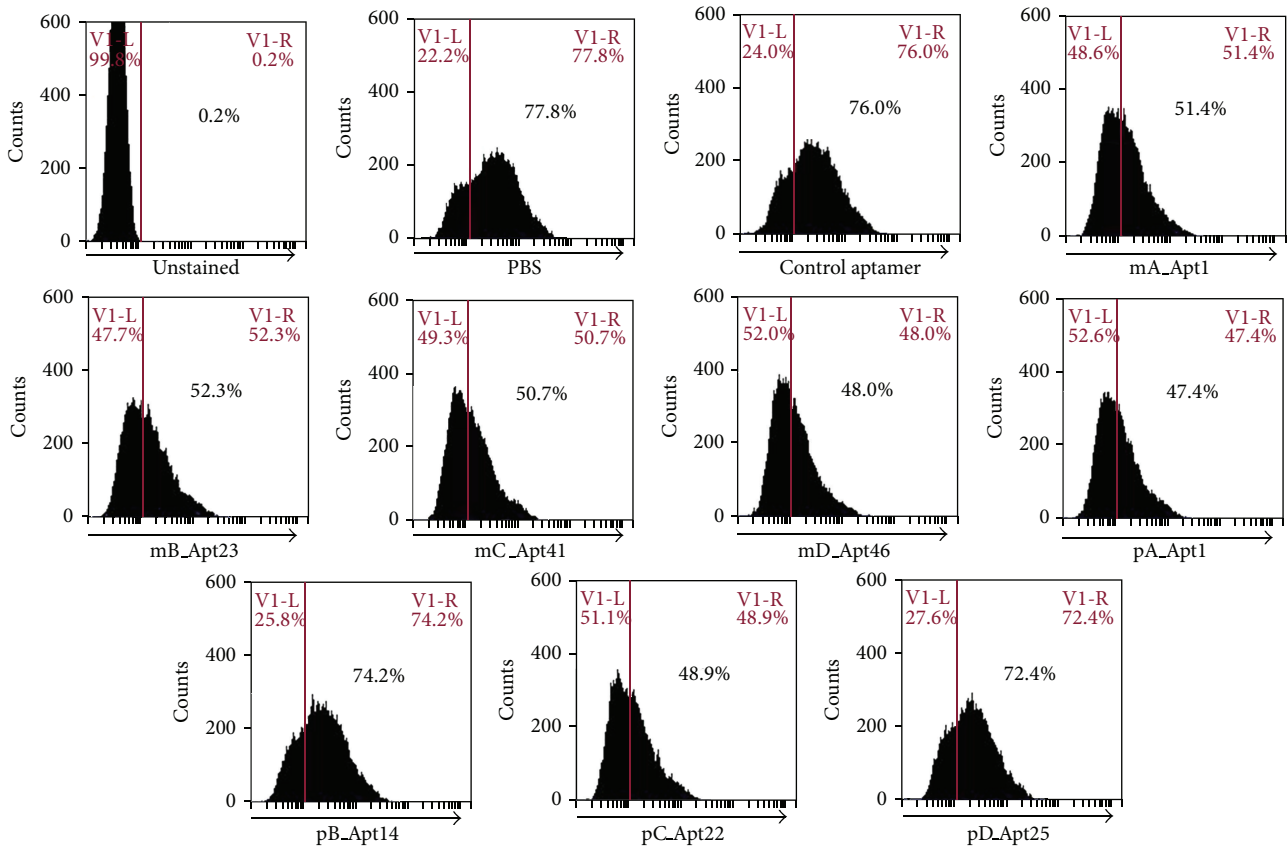 600
V1-L
V1-R
99.8%
0.2%
400
0.2%
Counts
200
0
Unstained
600
V1-L
V1-R
22.2%
77.8%
400
77.8%
Counts
200
0
PBS
600
V1-L
V1-R
24.0%
76.0%
400
76.0%
Counts
200
0
Control aptamer
600
V1-L
V1-R
48.6%
51.4%
400
51.4%
Counts
200
0
mA_Apt1
600
V1-L
V1-R
47.7%
52.3%
400
52.3%
Counts
200
0
mB_Apt23
600
V1-L
V1-R
49.3%
50.7%
400
50.7%
Counts
200
0
mC_Apt41
600
V1-L
V1-R
52.0%
48.0%
400
48.0%
Counts
200
0
mD_Apt46
600
V1-L
V1-R
52.6%
47.4%
400
47.4%
Counts
200
0
pA_Apt1
600
V1-L
V1-R
25.8%
74.2%
400
74.2%
Counts
200
0
pB_Apt14
600
V1-L
V1-R
51.1%
48.9%
400
48.9%
Counts
200
0
pC_Apt22
600
V1-L
V1-R
27.6%
72.4%
400
72.4%
Counts
200
0
pD_Apt25